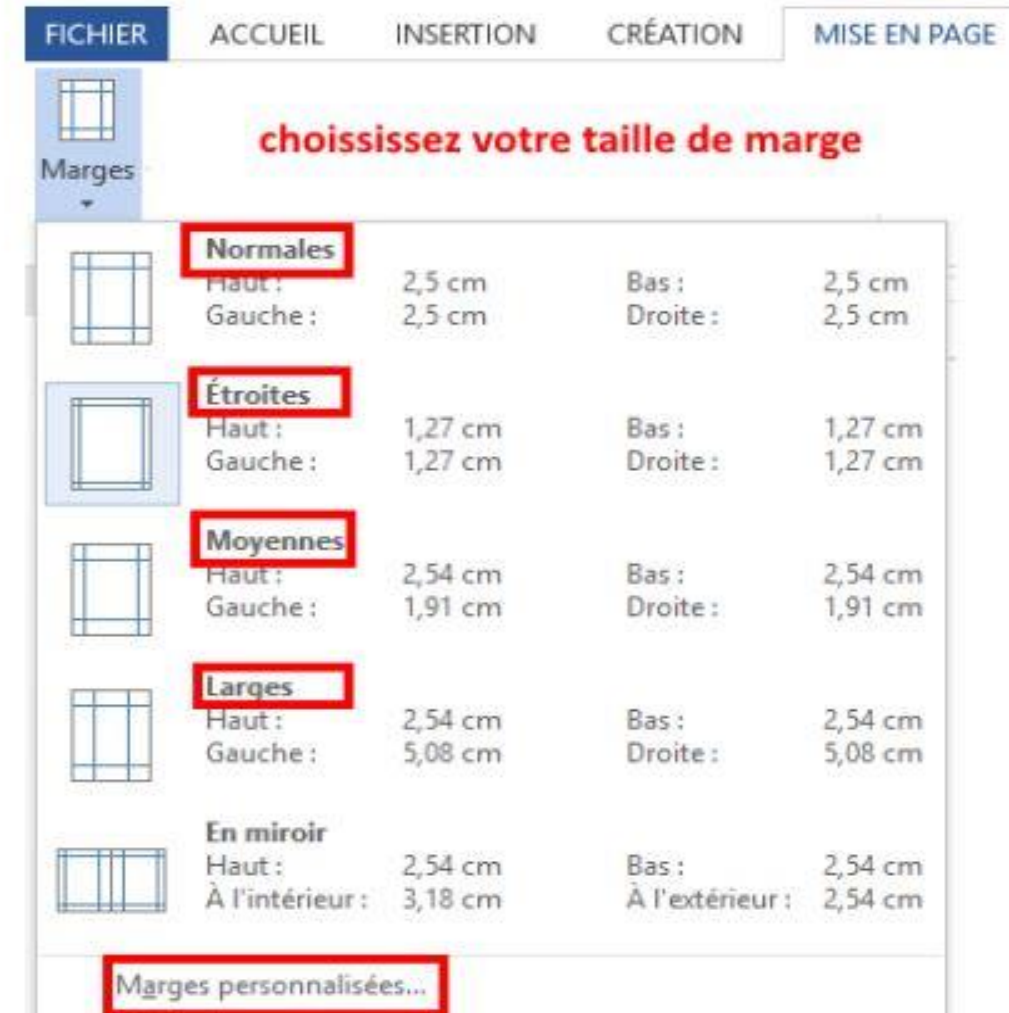 FICHIER ACCUEIL INSERTION CRÉATION MISE EN PAGE
Marges
choississez votre taille de marge
Normales
Haut : 2,5 cm Bas : 2,5 cm
Gauche : 2,5 cm Droite : 2,5 cm
Étroites
Haut : 1,27 cm Bas : 1,27 cm
Gauche : 1,27 cm Droite : 1,27 cm
Moyennes
Haut : 2,54 cm Bas : 2,54 cm
Gauche : 1,91 cm Droite : 1,91 cm
Larges
Haut : 2,54 cm Bas : 2,54 cm
Gauche : 5,08 cm Droite : 5,08 cm
En miroir
Haut : 2,54 cm Bas : 2,54 cm
À l'intérieur : 3,18 cm À l'extérieur : 2,54 cm
Marges personnalisées...